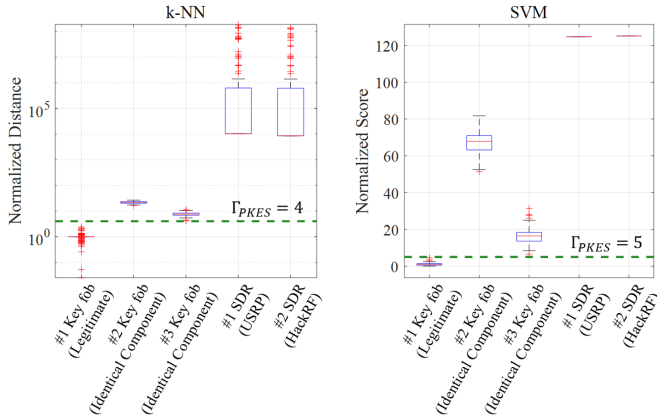 k-NN
Normalized Distance
10^5
10^0
Γ_PKES = 4
#1 Key fob
(Legitimate)
#2 Key fob
(Identical Component)
#3 Key fob
(Identical Component)
#1 SDR
(USRP)
#2 SDR
(HackRF)
SVM
Normalized Score
120
100
80
60
40
20
0
Γ_PKES = 5
#1 Key fob
(Legitimate)
#2 Key fob
(Identical Component)
#3 Key fob
(Identical Component)
#1 SDR
(USRP)
#2 SDR
(HackRF)